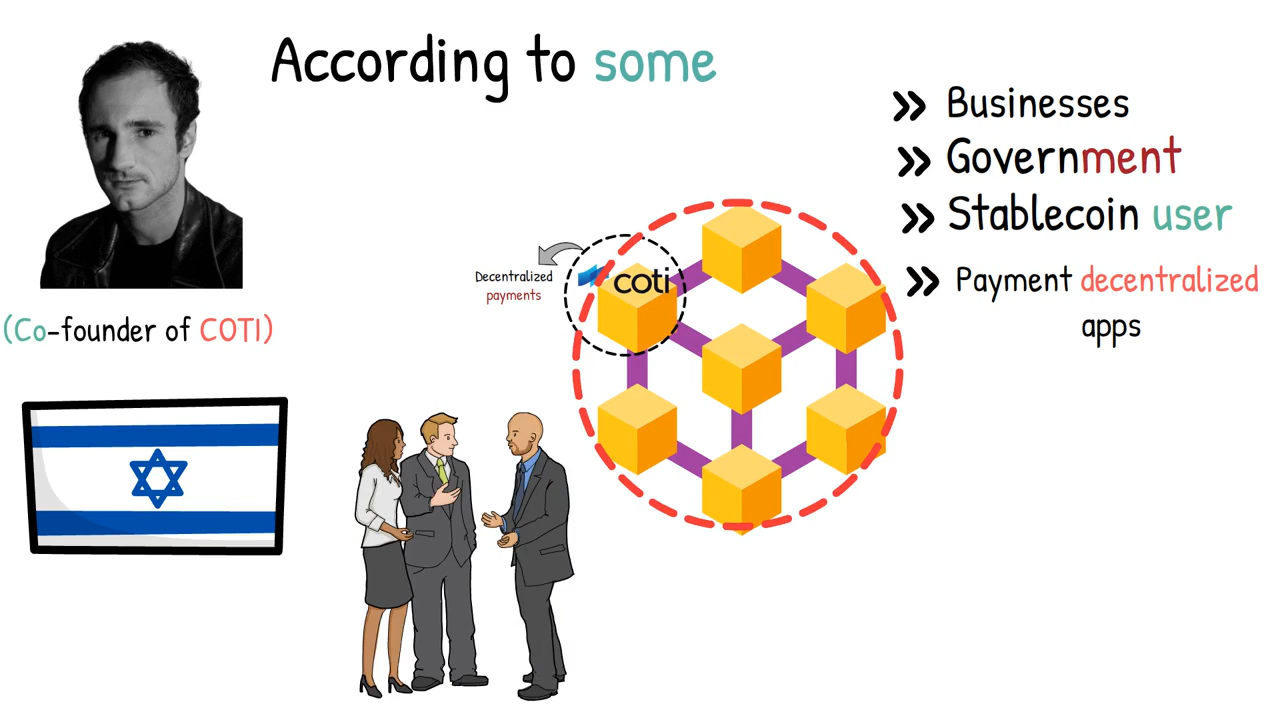 According to some
Businesses
Government
Stablecoin user
Payment decentralized
apps
Decentralized
payments
coti
(Co-founder of COTI)